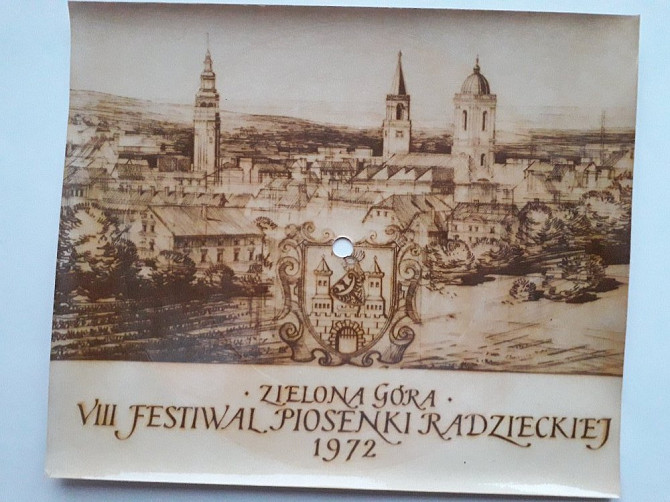 · ZIELONA GÓRA ·
VIII FESTIWAL PIOSENKI RADZIECKIEJ
1972